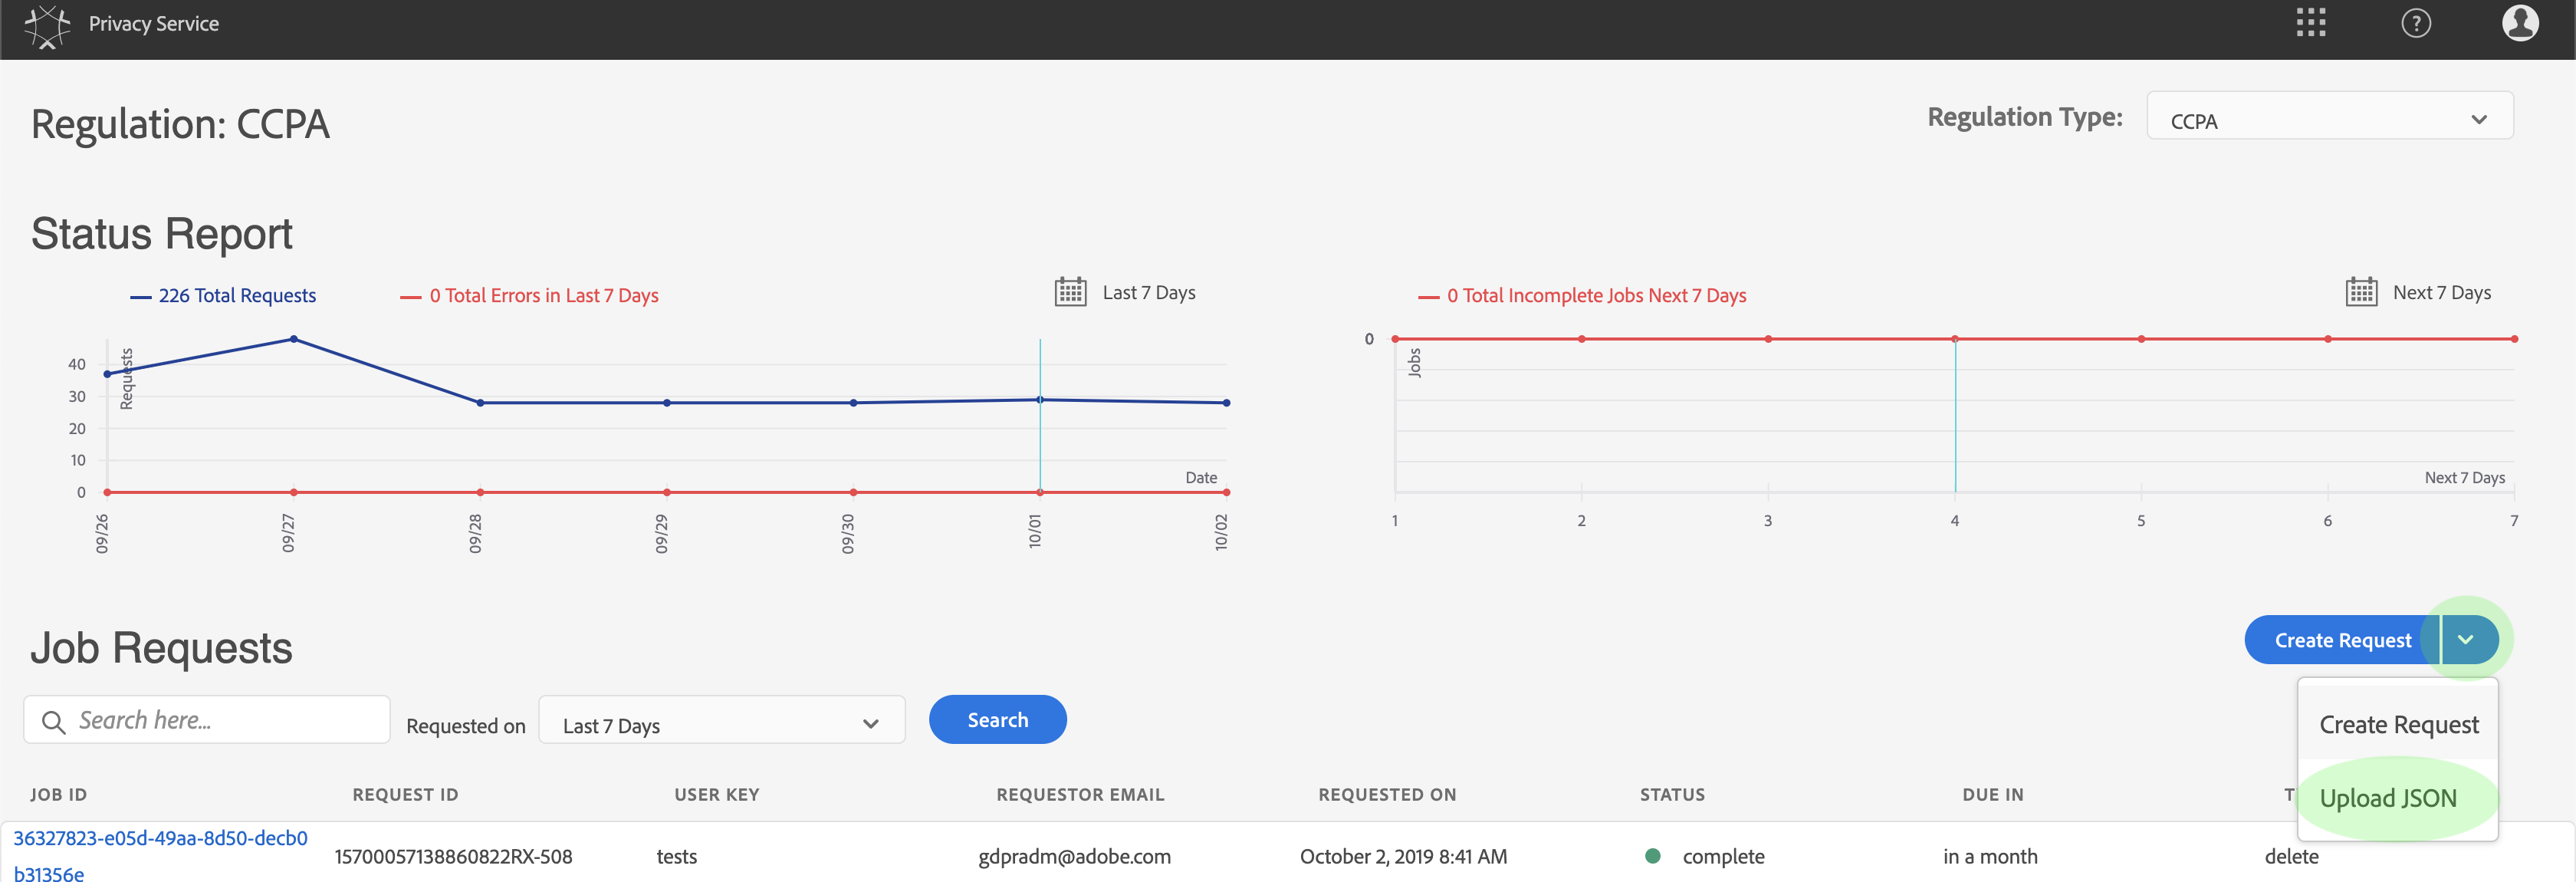 Privacy Service
?
Regulation: CCPA
Regulation Type:
CCPA
Status Report
226 Total Requests
0 Total Errors in Last 7 Days
Last 7 Days
0 Total Incomplete Jobs Next 7 Days
Next 7 Days
40
30
20
10
0
Requests
Date
09/26
09/27
09/28
09/29
09/30
10/01
10/02
0
Jobs
Next 7 Days
1
2
3
4
5
6
7
Job Requests
Create Request
Create Request
Upload JSON
Search here...
Requested on
Last 7 Days
Search
JOB ID
REQUEST ID
USER KEY
REQUESTOR EMAIL
REQUESTED ON
STATUS
DUE IN
36327823-e05d-49aa-8d50-decb0
b31356e
15700057138860822RX-508
tests
gdpradm@adobe.com
October 2, 2019 8:41 AM
complete
in a month
delete